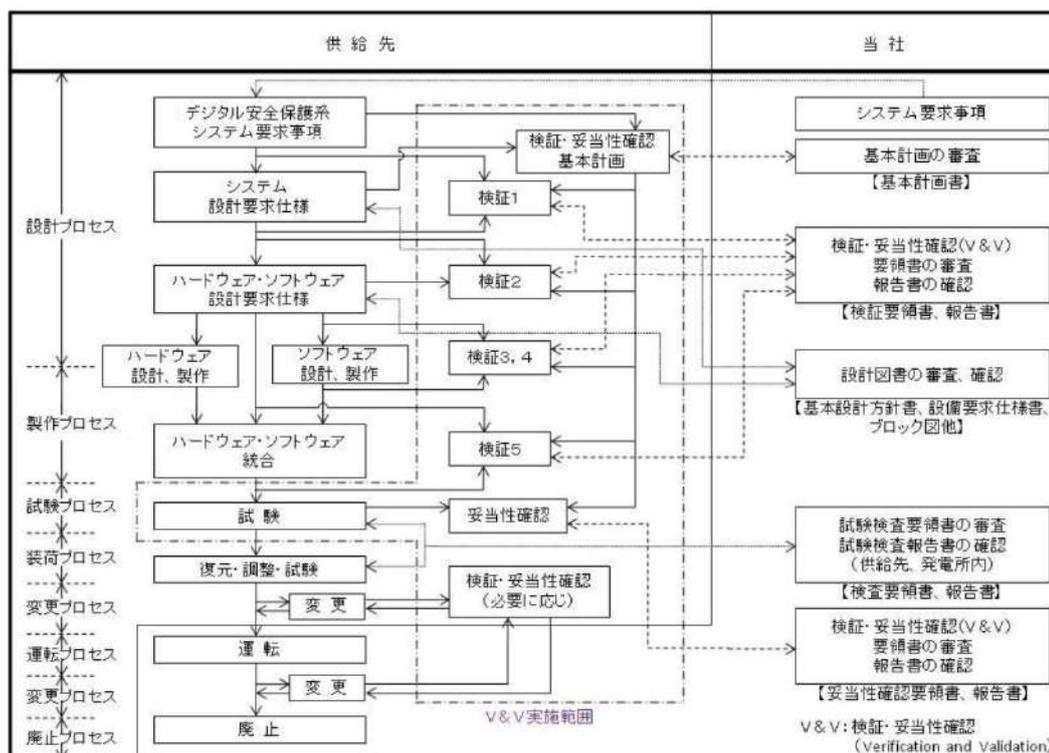 供給先
当社
設計プロセス
製作プロセス
試験プロセス
装荷プロセス
変更プロセス
運転プロセス
変更プロセス
廃止プロセス
デジタル安全保護系
システム要求事項
システム
設計要求仕様
ハードウェア・ソフトウェア
設計要求仕様
ハードウェア
設計、製作
ソフトウェア
設計、製作
ハードウェア・ソフトウェア
統合
試験
復元・調整・試験
変更
運転
変更
廃止
検証・妥当性確認
基本計画
検証1
検証2
検証3,4
検証5
妥当性確認
検証・妥当性確認
(必要に応じ)
V&V実施範囲
システム要求事項
基本計画の審査
【基本計画書】
検証・妥当性確認(V&V)
要領書の審査
報告書の確認
【検証要領書、報告書】
設計図書の審査、確認
【基本設計方針書、設備要求仕様書、
ブロック図他】
試験検査要領書の審査
試験検査報告書の確認
(供給先、発電所内)
【検査要領書、報告書】
検証・妥当性確認(V&V)
要領書の審査
報告書の確認
【妥当性確認要領書、報告書】
V&V:検証・妥当性確認
(Verification and Validation)